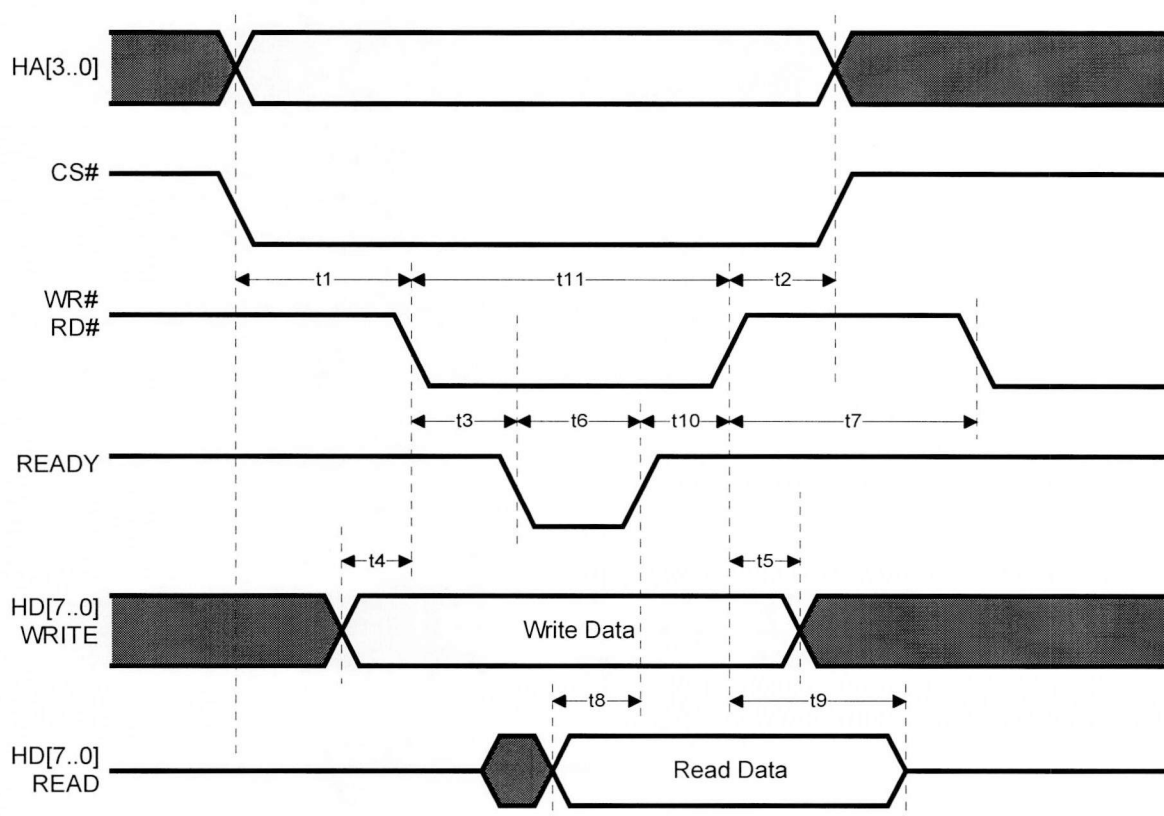 HA[3..0]
CS#
t1 t11 t2
WR#
RD#
t3 t6 t10 t7
READY
t4 t5
HD[7..0]
WRITE
Write Data
t8 t9
HD[7..0]
READ
Read Data